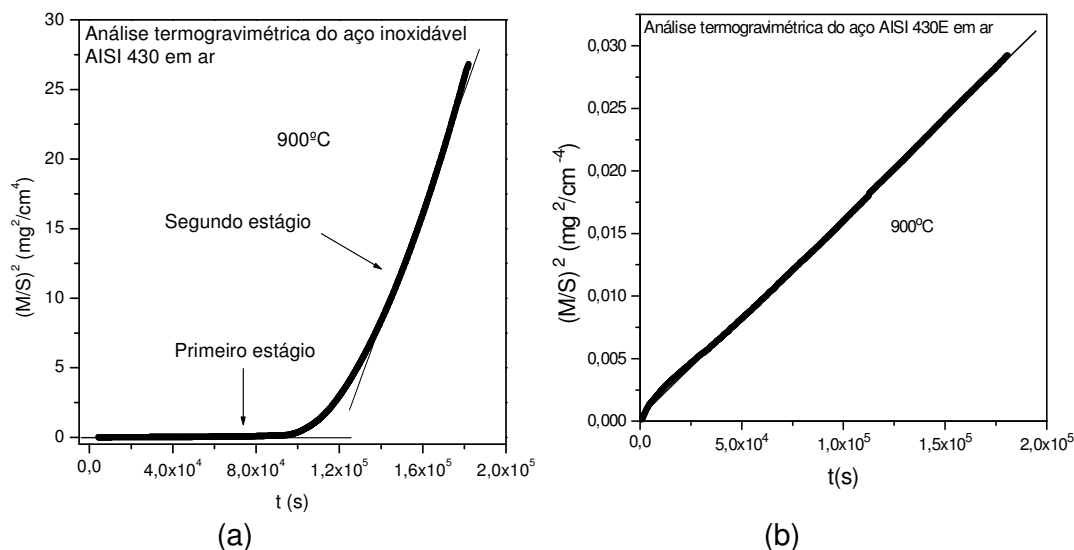 Análise termogravimétrica do aço inoxidável
AISI 430 em ar
900ºC
Segundo estágio
Primeiro estágio
30
25
20
15
10
5
0
(M/S)² (mg²/cm⁴)
0,0 4,0x10⁴ 8,0x10⁴ 1,2x10⁵ 1,6x10⁵ 2,0x10⁵
t (s)
(a)
Análise termogravimétrica do aço AISI 430E em ar
900ºC
0,030
0,025
0,020
0,015
0,010
0,005
0,000
(M/S)² (mg²/cm⁻⁴)
0,0 5,0x10⁴ 1,0x10⁵ 1,5x10⁵ 2,0x10⁵
t(s)
(b)